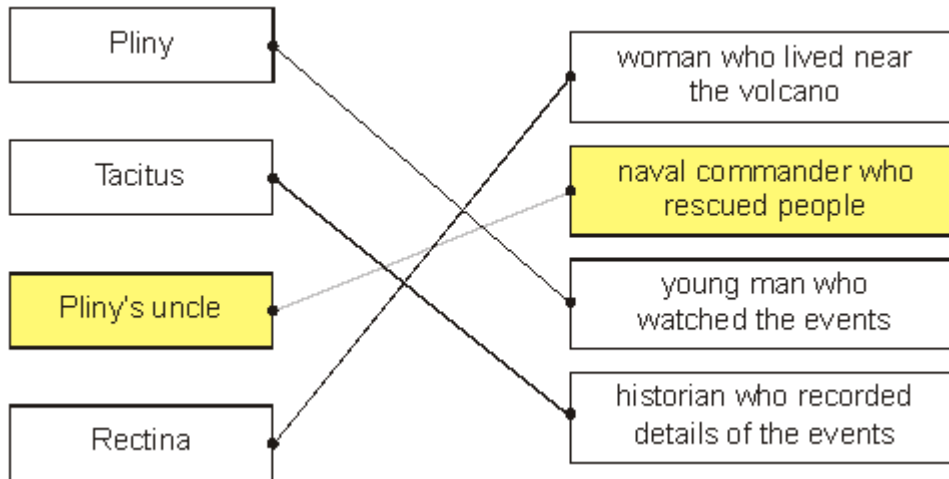 Pliny
Tacitus
Pliny's uncle
Rectina
woman who lived near
the volcano
naval commander who
rescued people
young man who
watched the events
historian who recorded
details of the events